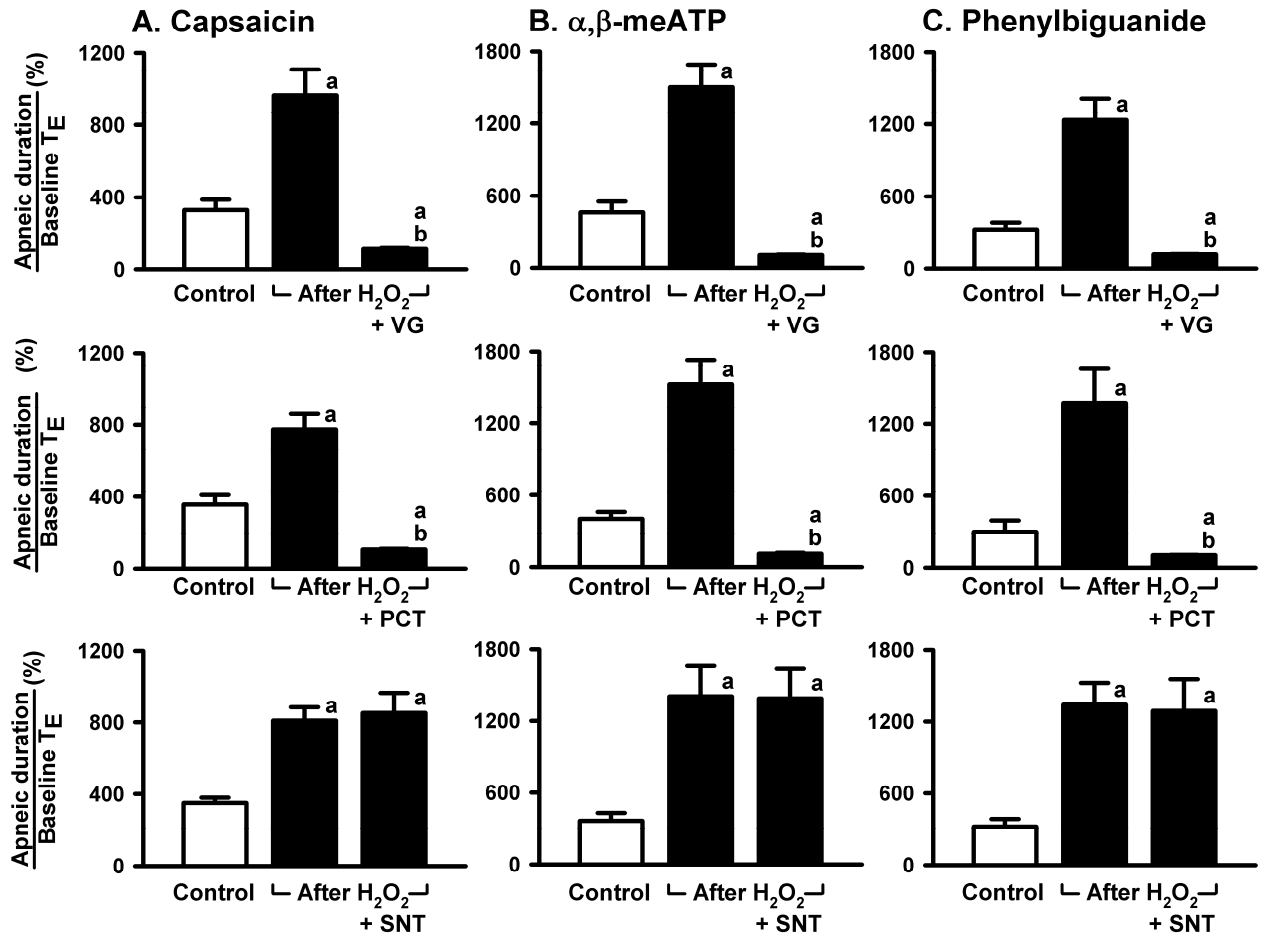 A. Capsaicin
B. α,β-meATP
C. Phenylbiguanide
Apneic duration (%)
Baseline TE
1200
800
400
0
a
a
b
Control
After H2O2
+ VG
1800
1200
600
0
a
a
b
Control
After H2O2
+ VG
1800
1200
600
0
a
a
b
Control
After H2O2
+ VG
Apneic duration (%)
Baseline TE
1200
800
400
0
a
a
b
Control
After H2O2
+ PCT
1800
1200
600
0
a
a
b
Control
After H2O2
+ PCT
1800
1200
600
0
a
a
b
Control
After H2O2
+ PCT
Apneic duration (%)
Baseline TE
1200
800
400
0
a
a
Control
After H2O2
+ SNT
1800
1200
600
0
a
a
Control
After H2O2
+ SNT
1800
1200
600
0
a
a
Control
After H2O2
+ SNT